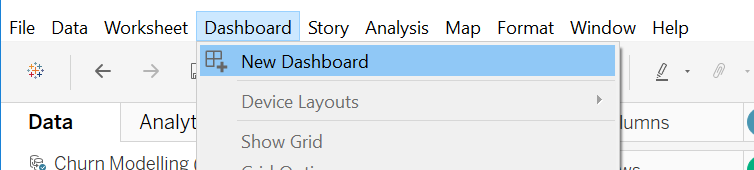 File Data Worksheet Dashboard Story Analysis Map Format Window Help
New Dashboard
Device Layouts
Data Analyt lumns
Show Grid
Churn Modelling